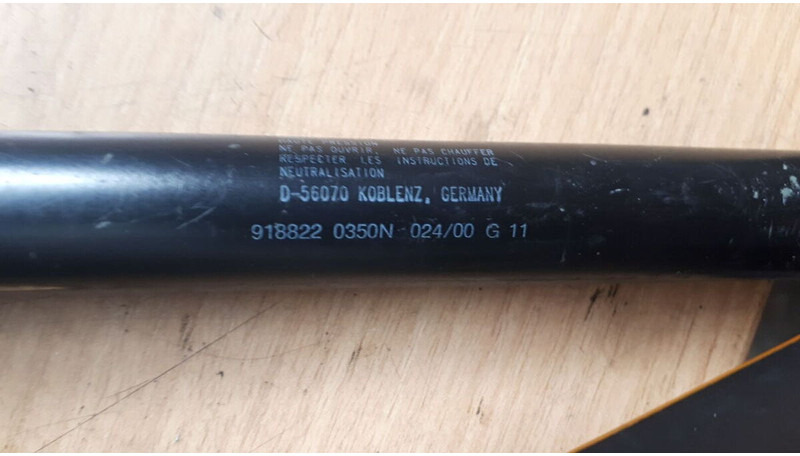 NE PAS OUVRIR. NE PAS CHAUFFER
RESPECTER LES INSTRUCTIONS DE
NEUTRALISATION
D-56070 KOBLENZ, GERMANY
918822 0350N 024/00 G 11